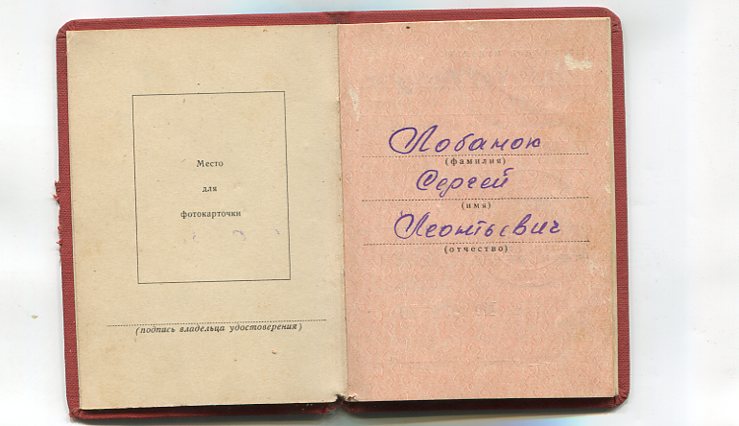 Место
для
фотокарточки
(подпись владельца удостоверения)
Лобанок
(фамилия)
Сергей
(имя)
Леонтьевич
(отчество)